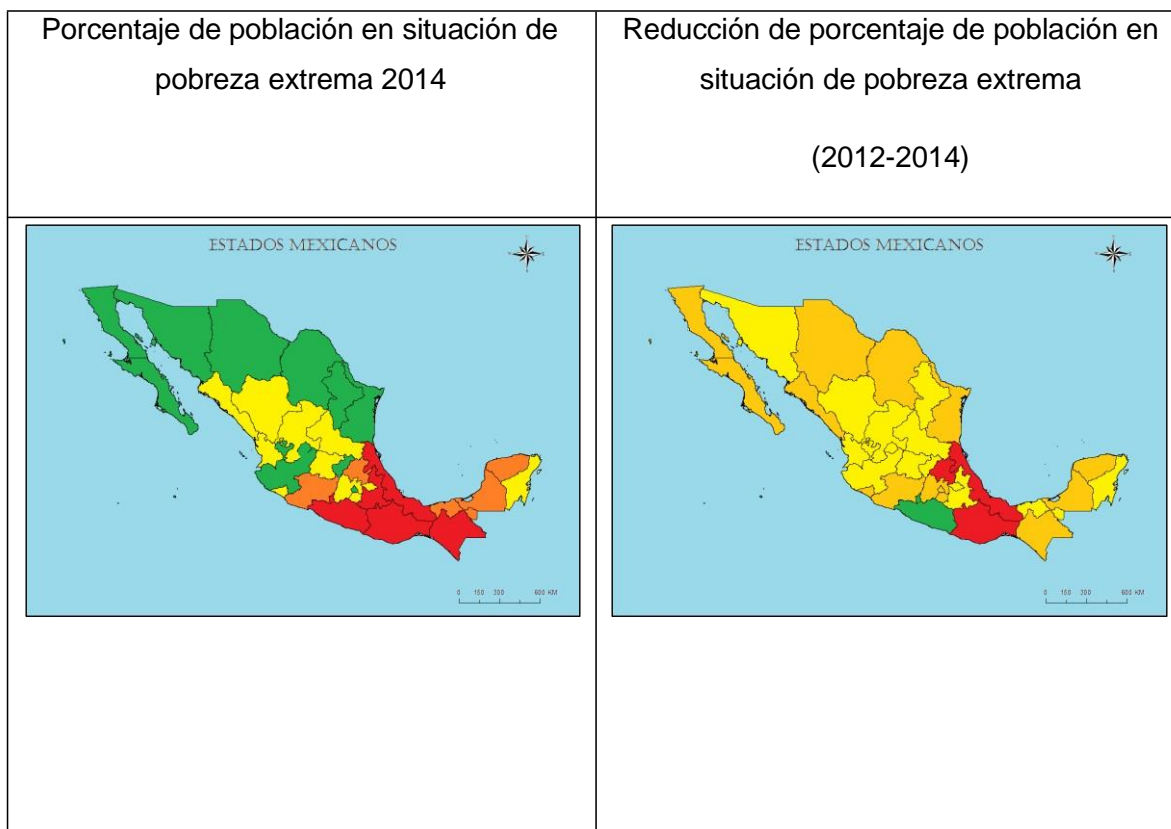 Porcentaje de población en situación de
pobreza extrema 2014
Reducción de porcentaje de población en
situación de pobreza extrema
(2012-2014)
ESTADOS MEXICANOS
0 150 300 600 KM
ESTADOS MEXICANOS
0 150 300 600 KM